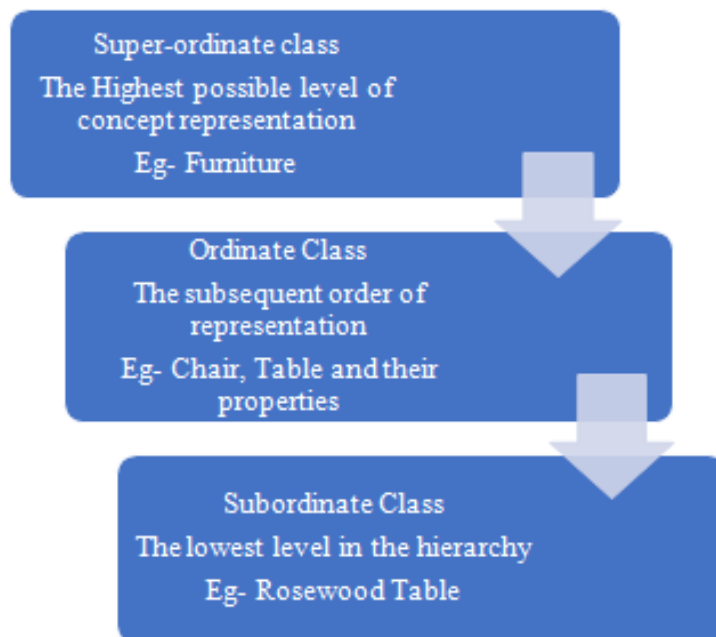 Super-ordinate class
The Highest possible level of
concept representation
Eg- Furniture
Ordinate Class
The subsequent order of
representation
Eg- Chair, Table and their
properties
Subordinate Class
The lowest level in the hierarchy
Eg- Rosewood Table